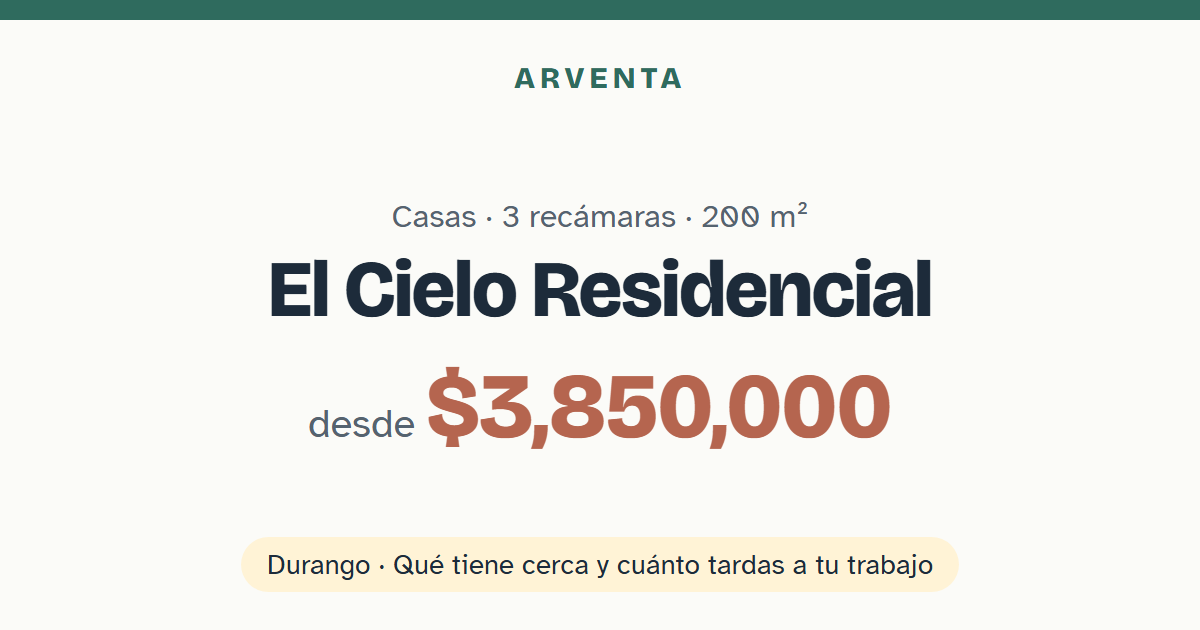 ARVENTA
Casas · 3 recámaras · 200 m²
El Cielo Residencial
desde $3,850,000
Durango · Qué tiene cerca y cuánto tardas a tu trabajo